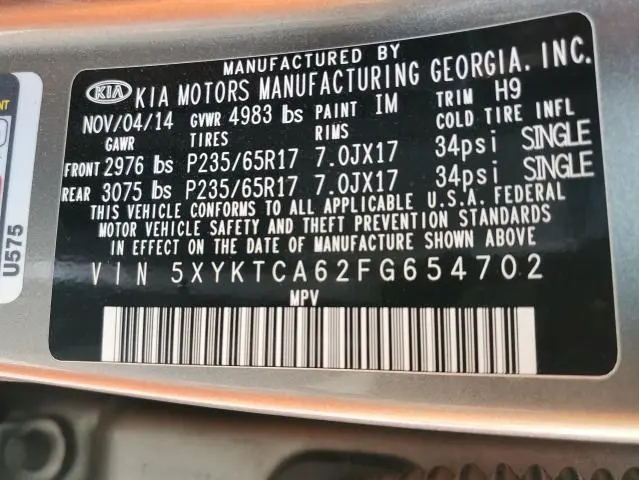 MANUFACTURED BY
KIA KIA MOTORS MANUFACTURING GEORGIA, INC.
NOV/04/14 GVWR 4983 lbs PAINT IM TRIM H9
GAWR TIRES RIMS COLD TIRE INFL
FRONT 2976 lbs P235/65R17 7.0JX17 34psi SINGLE
REAR 3075 lbs P235/65R17 7.0JX17 34psi SINGLE
THIS VEHICLE CONFORMS TO ALL APPLICABLE U.S.A. FEDERAL
MOTOR VEHICLE SAFETY AND THEFT PREVENTION STANDARDS
IN EFFECT ON THE DATE OF MANUFACTURE SHOWN ABOVE
VIN 5XYKTCA62FG654702
MPV
U575